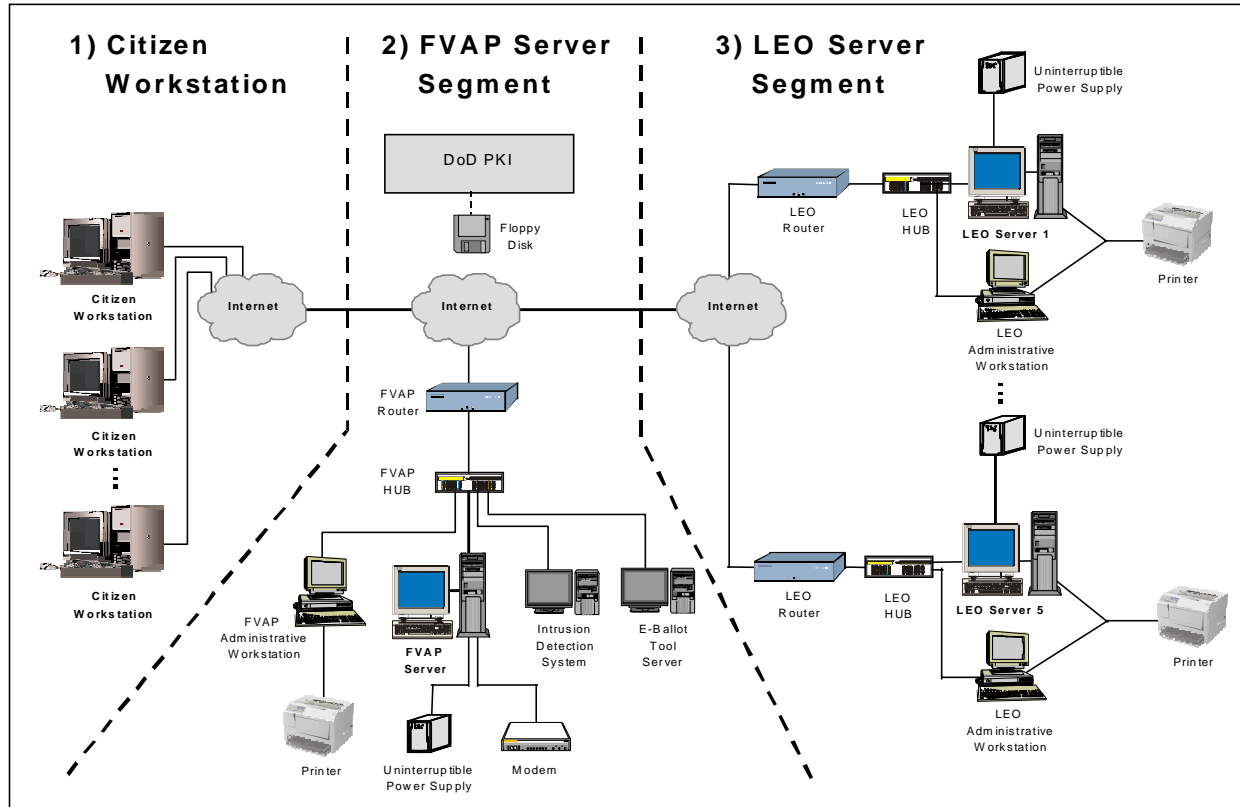 1) Citizen
Workstation
2) FVAP Server
Segment
3) LEO Server
Segment
DoD PKI
Floppy
Disk
Citizen
Workstation
Citizen
Workstation
Citizen
Workstation
Internet
Internet
FVAP
Router
FVAP
HUB
FVAP
Administrative
Workstation
FVAP
Server
Intrusion
Detection
System
E-Ballot
Tool
Server
Printer
Uninterruptible
Power Supply
Modem
Internet
Uninterruptible
Power Supply
LEO
Router
LEO
HUB
LEO Server 1
Printer
LEO
Administrative
Workstation
Uninterruptible
Power Supply
LEO
Router
LEO
HUB
LEO Server 5
Printer
LEO
Administrative
Workstation